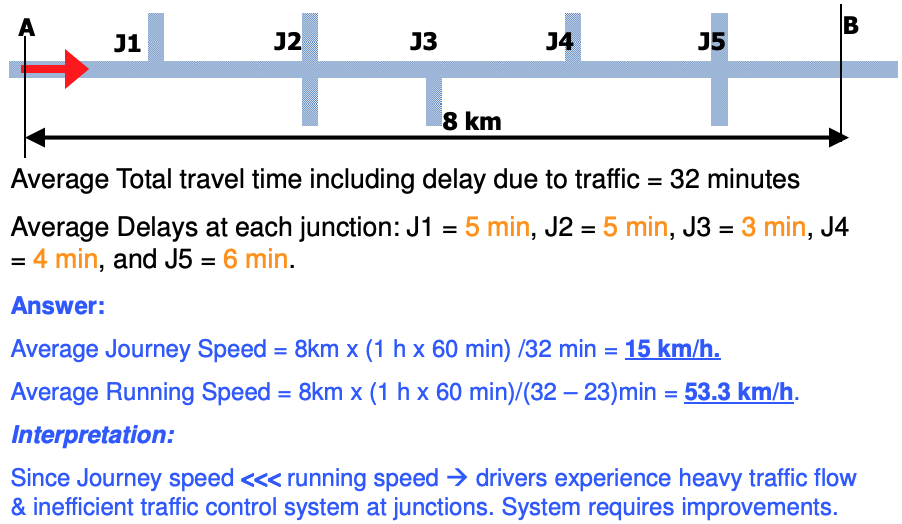 A
B
J1 J2 J3 J4 J5
8 km
Average Total travel time including delay due to traffic = 32 minutes
Average Delays at each junction: J1 = 5 min, J2 = 5 min, J3 = 3 min, J4
= 4 min, and J5 = 6 min.
Answer:
Average Journey Speed = 8km x (1 h x 60 min) /32 min = 15 km/h.
Average Running Speed = 8km x (1 h x 60 min)/(32 – 23)min = 53.3 km/h.
Interpretation:
Since Journey speed <<< running speed → drivers experience heavy traffic flow
& inefficient traffic control system at junctions. System requires improvements.